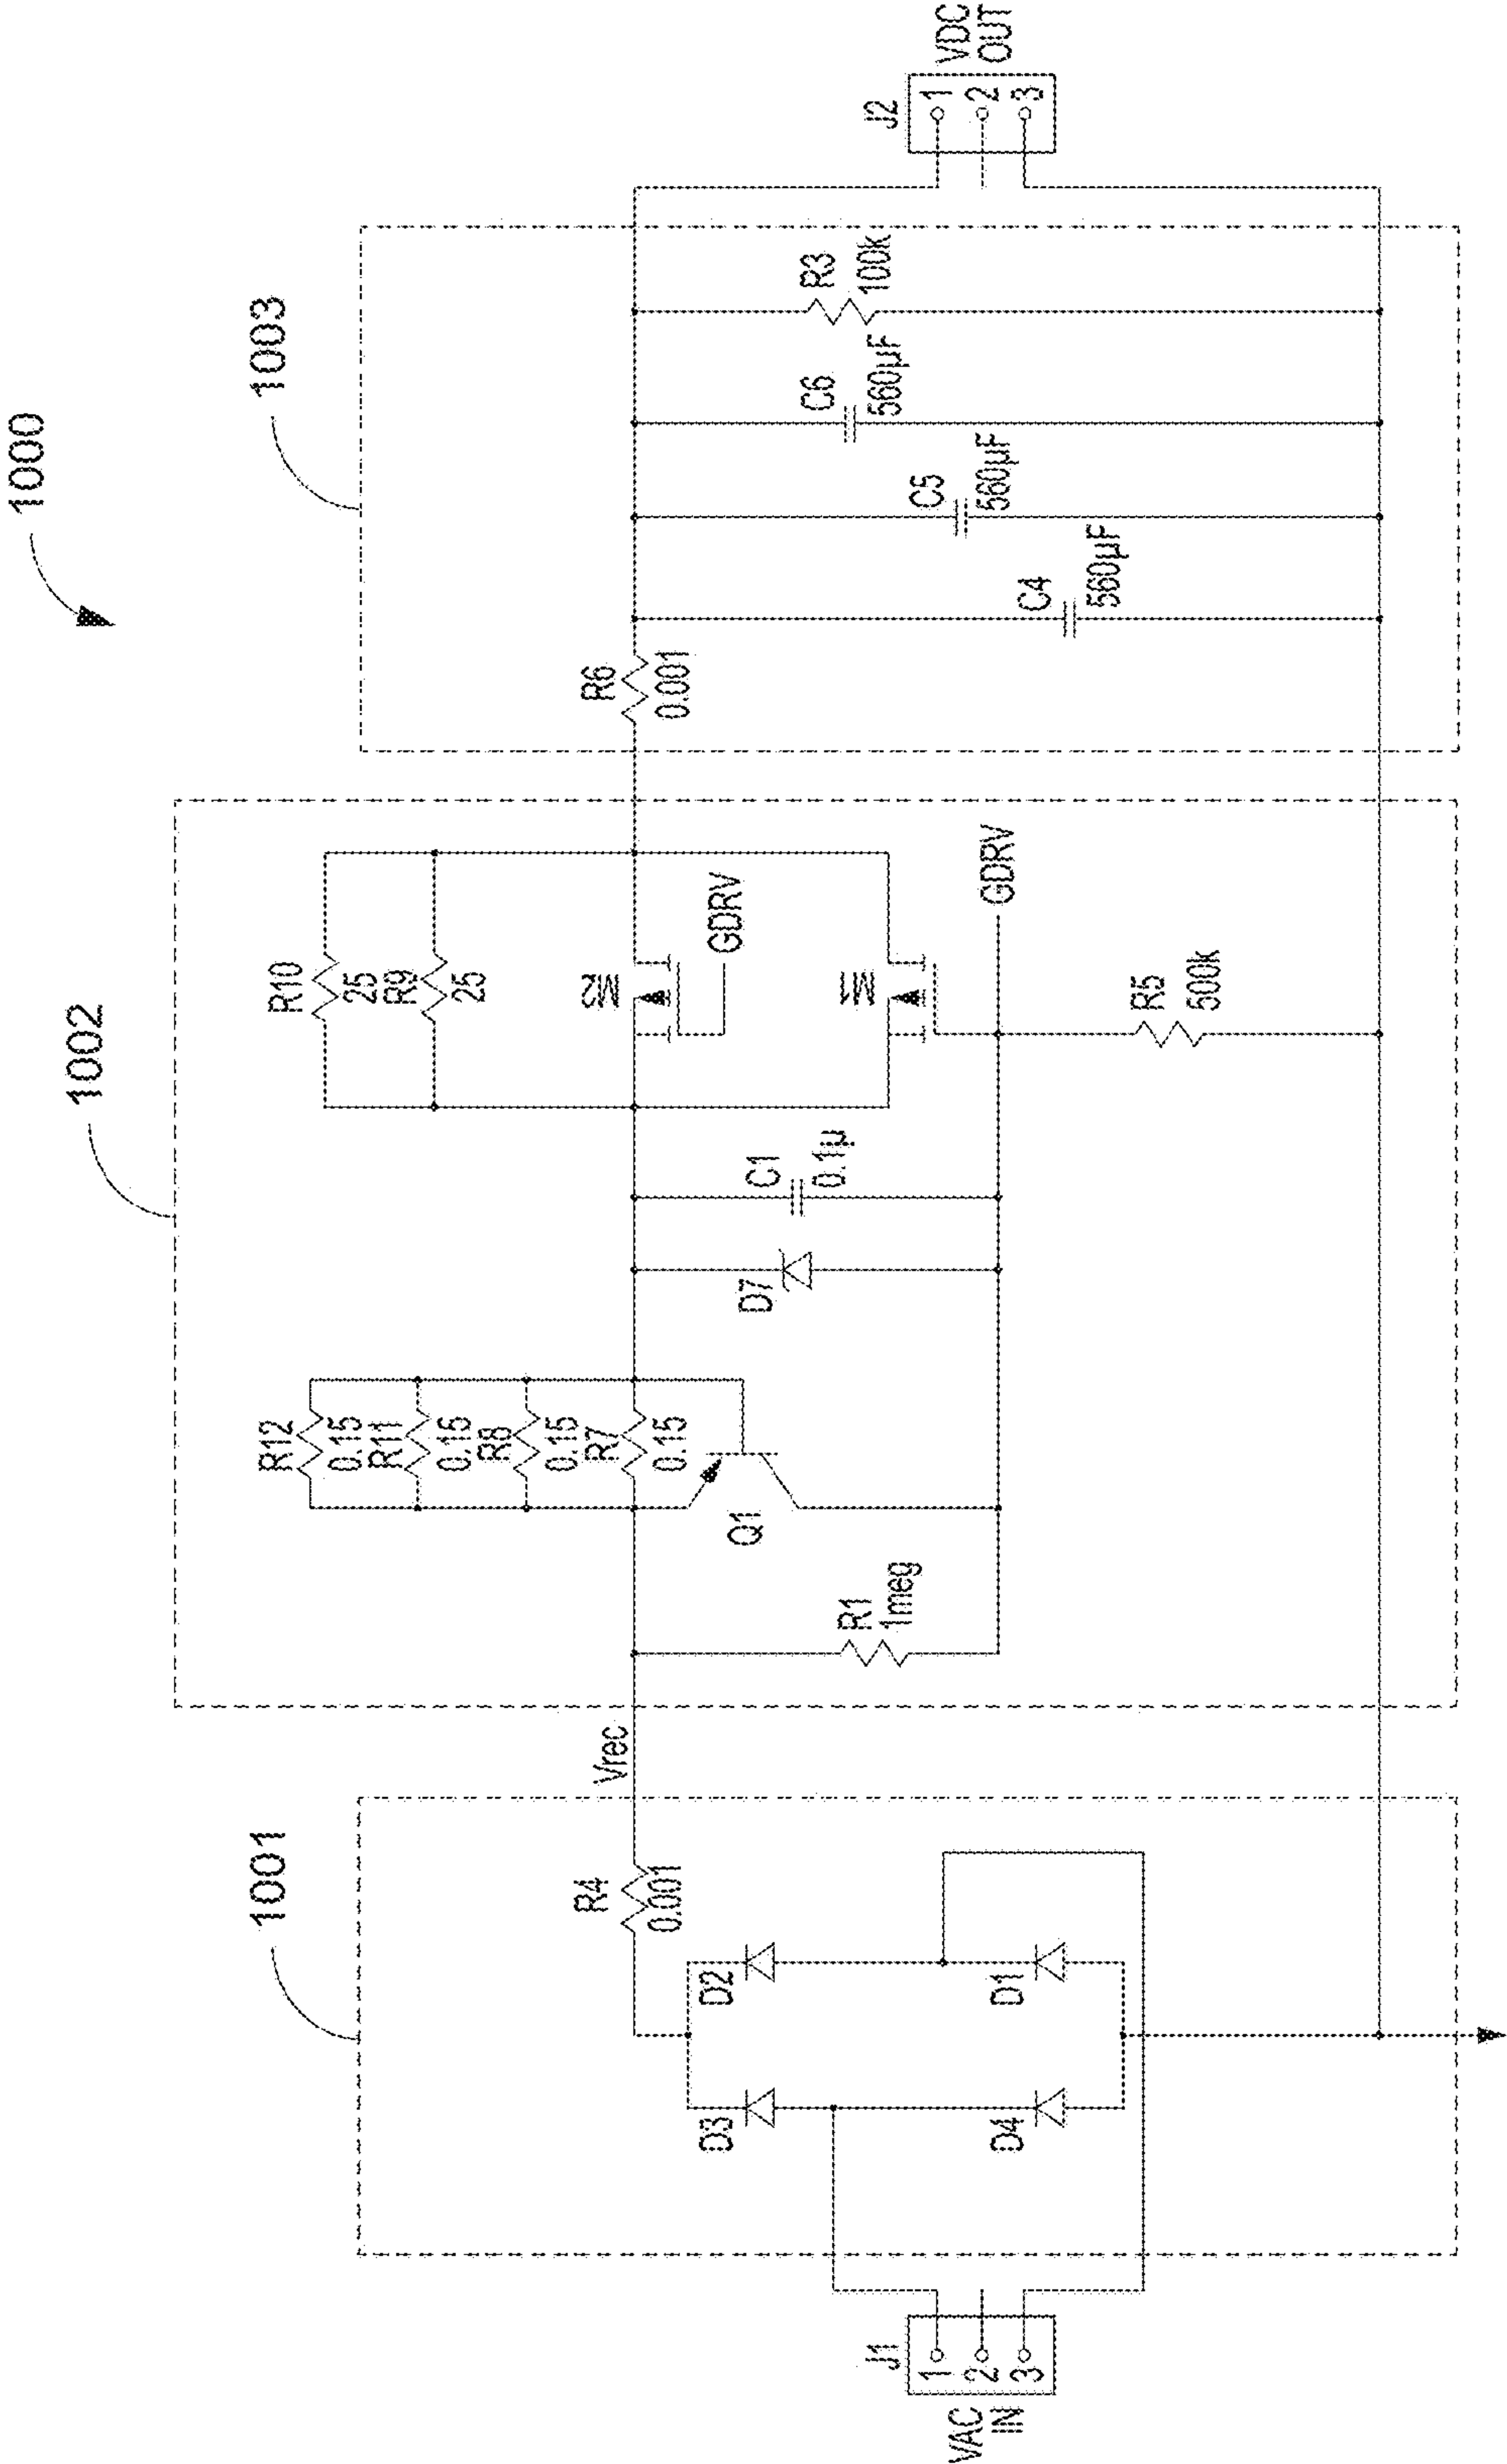 1000
1001
1002
1003
VAC
IN
J1
1
2
3
D3
D2
D4
D1
R4
0.001
Vrec
R1
1meg
Q1
R12
0.15
R11
0.15
R8
0.15
R7
0.15
D7
C1
0.1µ
R10
25
R9
25
M2
GDRV
M1
GDRV
R5
500k
R6
0.001
C4
560µF
C5
560µF
C6
560µF
R3
100k
J2
1
2
3
VDC
OUT